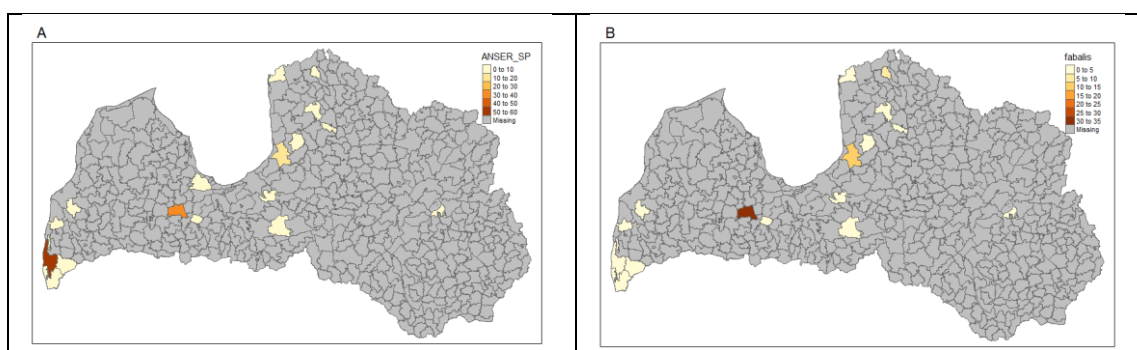 A
ANSER_SP
0 to 10
10 to 20
20 to 30
30 to 40
40 to 50
50 to 60
Missing
B
fabalis
0 to 5
5 to 10
10 to 15
15 to 20
20 to 25
25 to 30
30 to 35
Missing